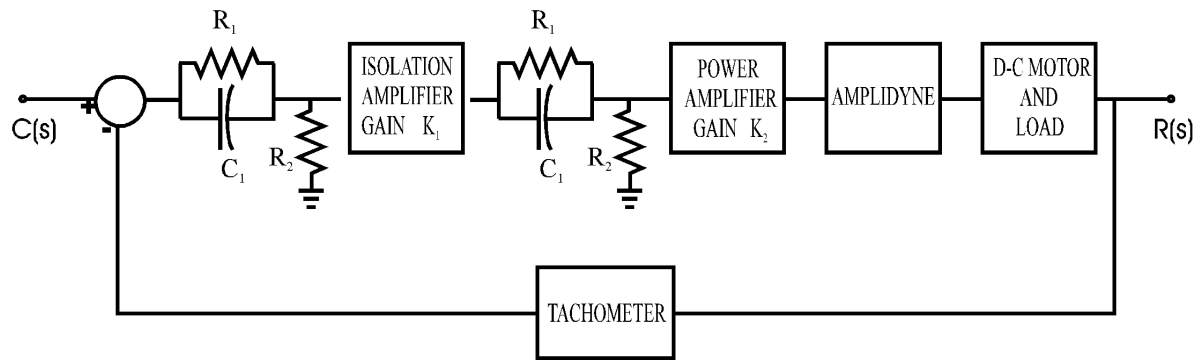 R₁
R₁
ISOLATION
AMPLIFIER
GAIN K₁
POWER
AMPLIFIER
GAIN K₂
AMPLIDYNE
D-C MOTOR
AND
LOAD
+
-
C(s)
C₁
R₂
C₁
R₂
R(s)
TACHOMETER